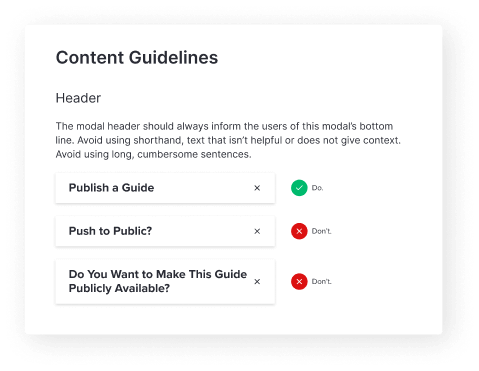 Content Guidelines
Header
The modal header should always inform the users of this modal's bottom
line. Avoid using shorthand, text that isn't helpful or does not give context.
Avoid using long, cumbersome sentences.
Publish a Guide
Do.
Push to Public?
Don't.
Do You Want to Make This Guide
Publicly Available?
Don't.